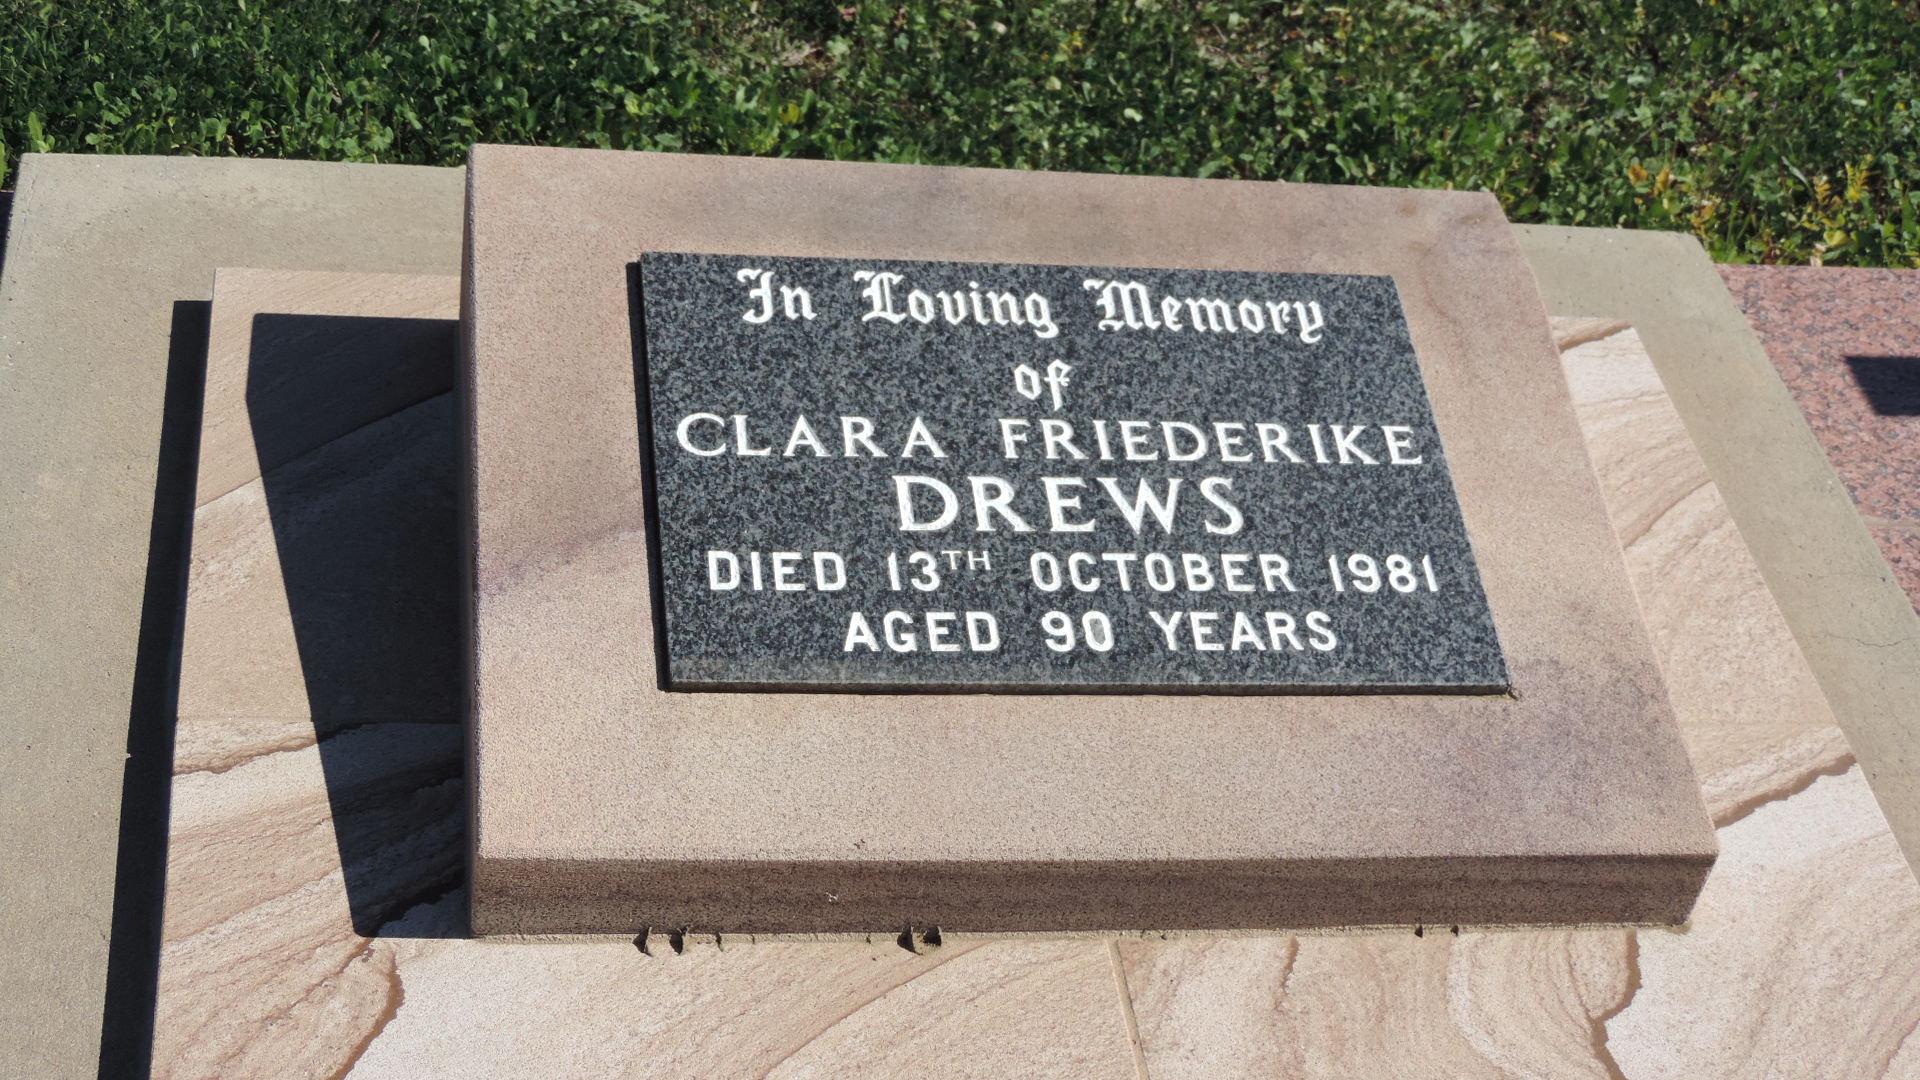 In Loving Memory
of
CLARA FRIEDERIKE
DREWS
DIED 13TH OCTOBER 1981
AGED 90 YEARS